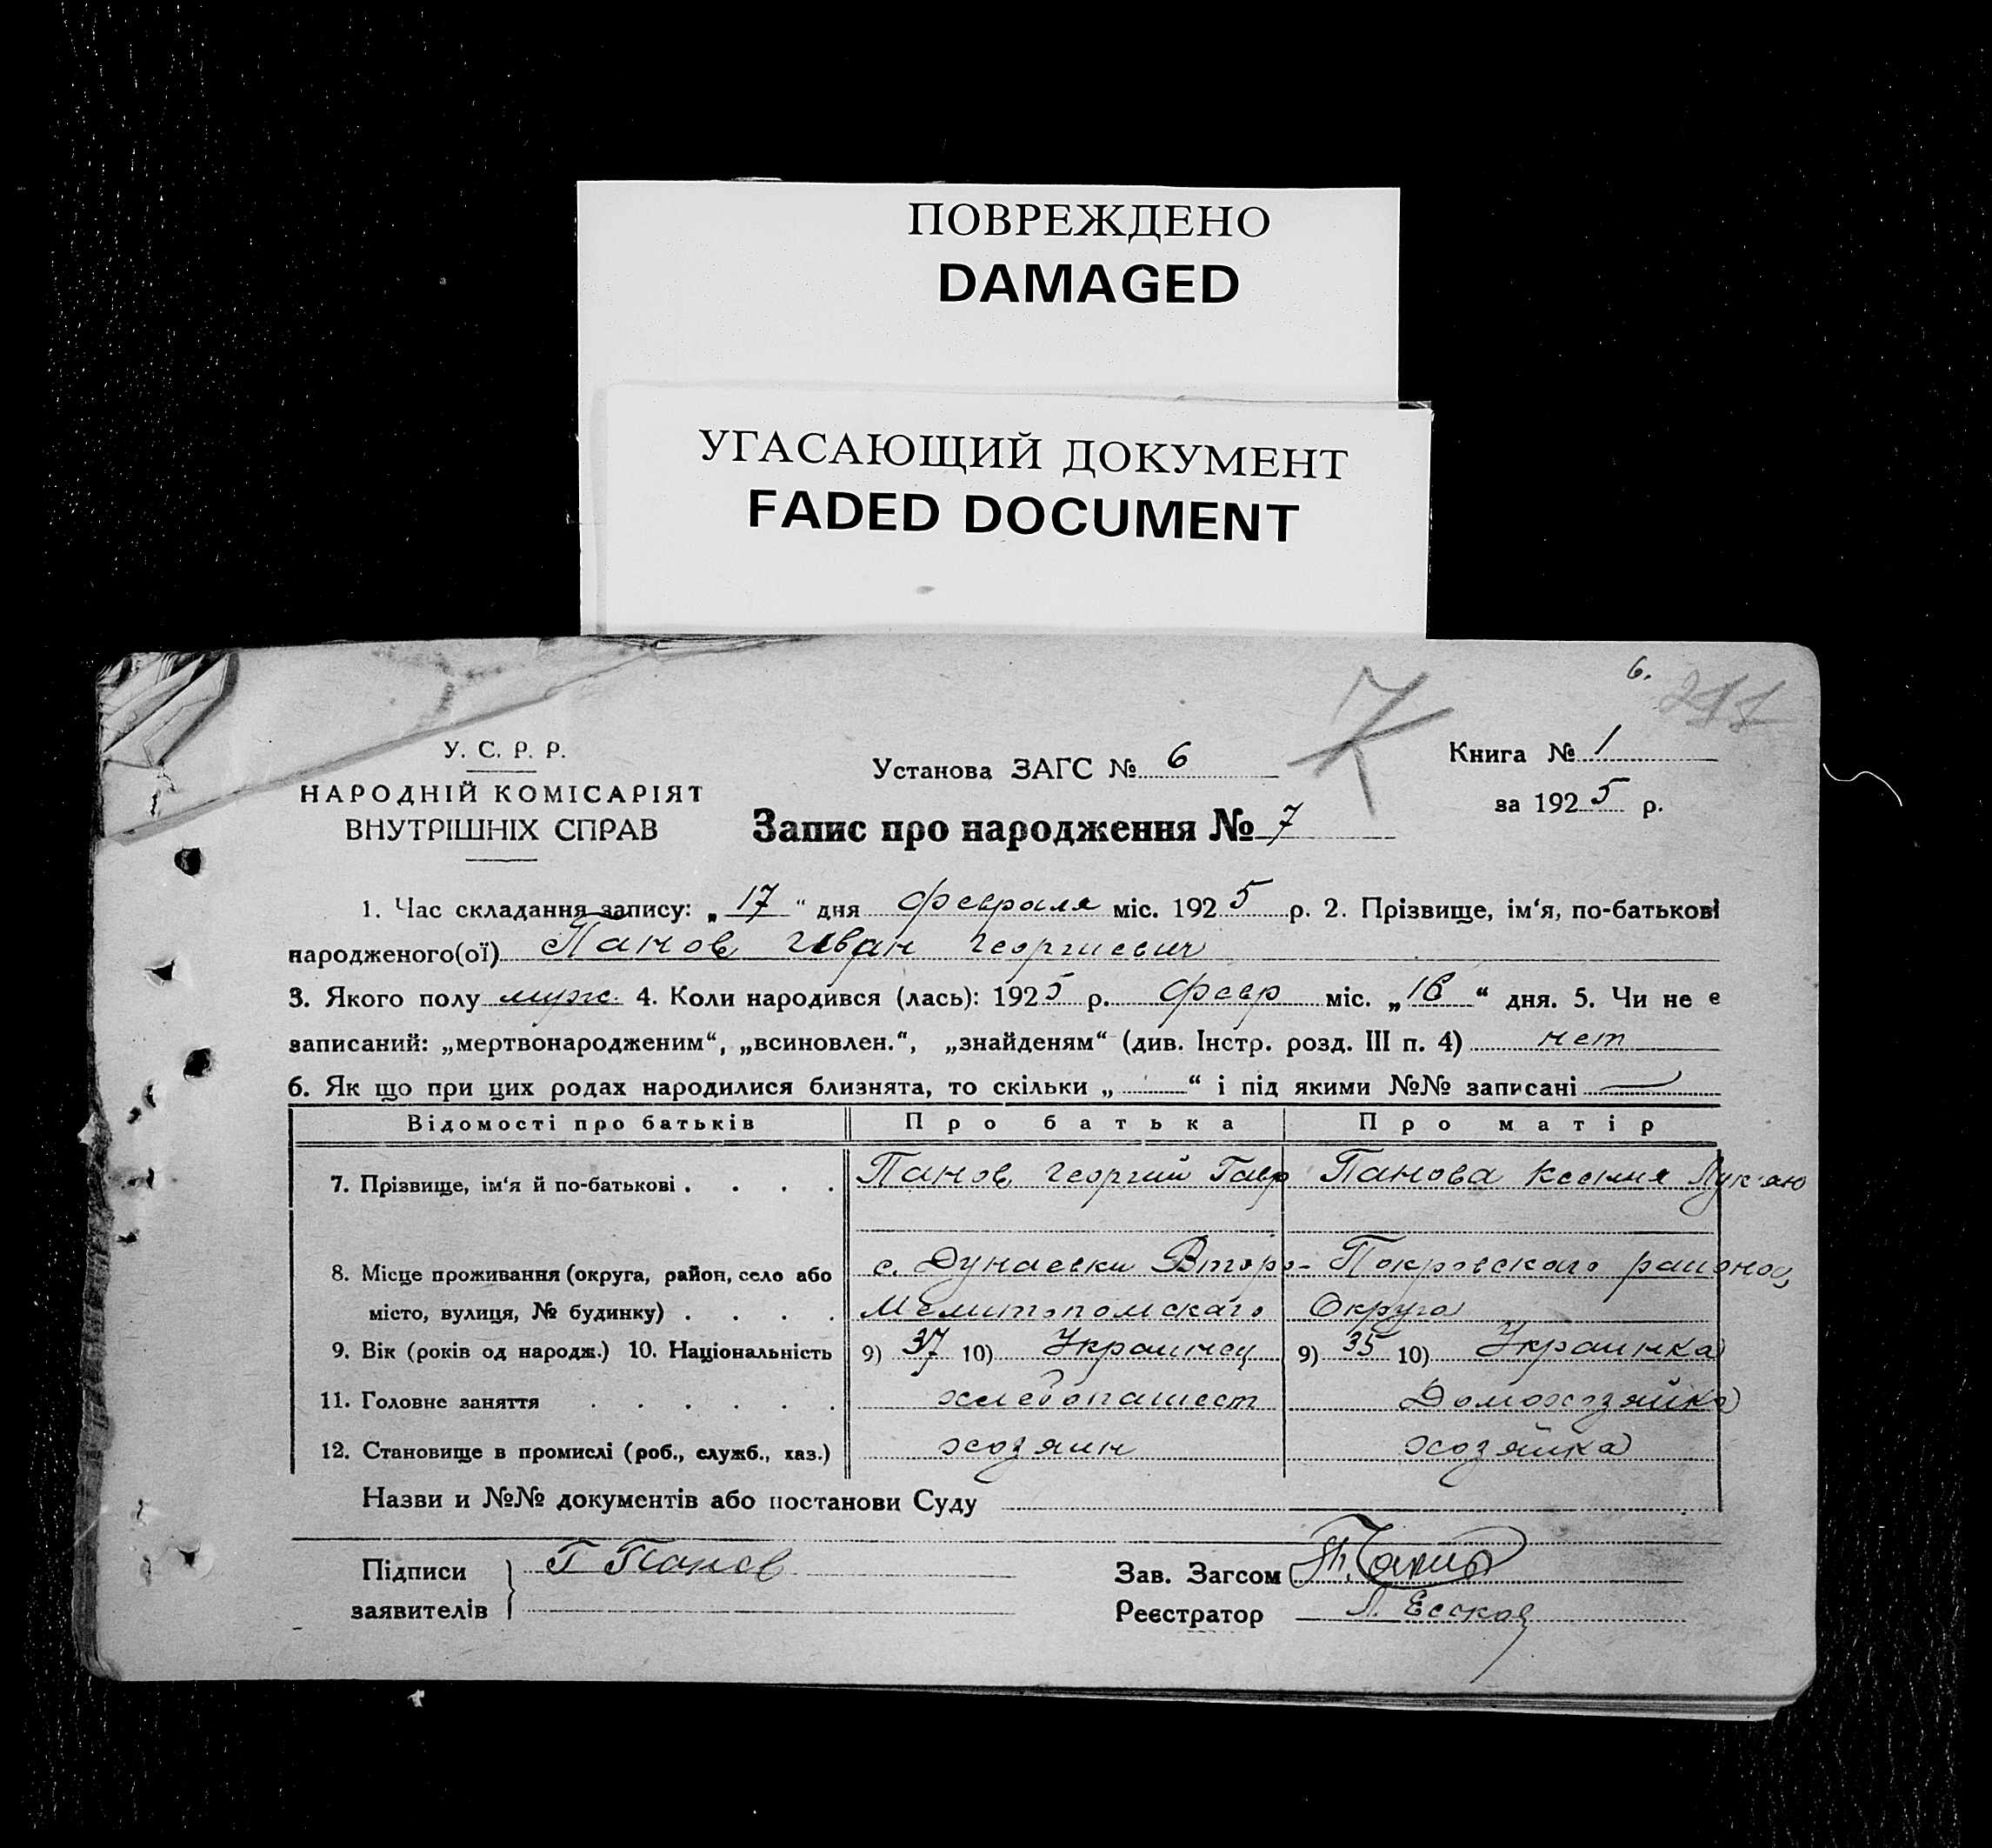 ПОВРЕЖДЕНО
DAMAGED
УГАСАЮЩИЙ ДОКУМЕНТ
FADED DOCUMENT
6.
У. С. Р. Р.
НАРОДНІЙ КОМІСАРІЯТ
ВНУТРІШНІХ СПРАВ
Установа ЗАГС № 6
7
Книга № 1
за 1925 р.
Запис про народження № 7
1. Час складання запису: „ 17 “ дня февраля міс. 1925 р. 2. Прізвище, ім‘я, по-батькові
народженого(ої) Панов Иван Георгиевич
3. Якого полу муж. 4. Коли народився (лась): 1925 р. февр міс. „ 16 “ дня. 5. Чи не є
записаний: „мертвонародженим“, „всиновлен.“, „знайденям“ (див. Інстр. розд. III п. 4) нет
6. Як що при цих родах народилися близнята, то скільки „ “ і під якими №№ записані
Відомості про батьків Про батька Про матір
7. Прізвище, ім‘я й по-батькові . . . . Панов Георгий Гавр Панова Ксения
8. Місце проживання (округа, район, село або с. Дунаевки Второ-Покровского района,
місто, вулиця, № будинку) . . . . Мелитопольскаго Округа
9. Вік (років од народж.) 10. Національність 9) 37 10) Украинец 9) 35 10) Украинка
11. Головне заняття . . . . . . хлебопашест Домохозяйка
12. Становище в промислі (роб., служб., хаз.) хозяин хозяйка
Назви и №№ документів або постанови Суду
Підписи Г Панов
заявителів
Зав. Загсом
Реєстратор Л.